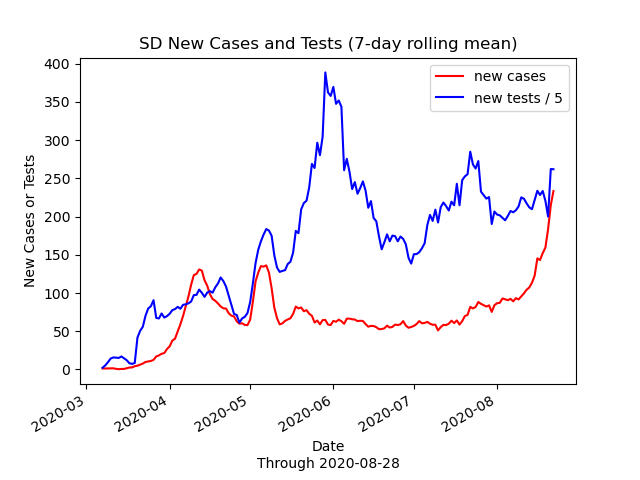 SD New Cases and Tests (7-day rolling mean)
new cases
new tests / 5
New Cases or Tests
400
350
300
250
200
150
100
50
0
2020-03
2020-04
2020-05
2020-06
2020-07
2020-08
Date
Through 2020-08-28